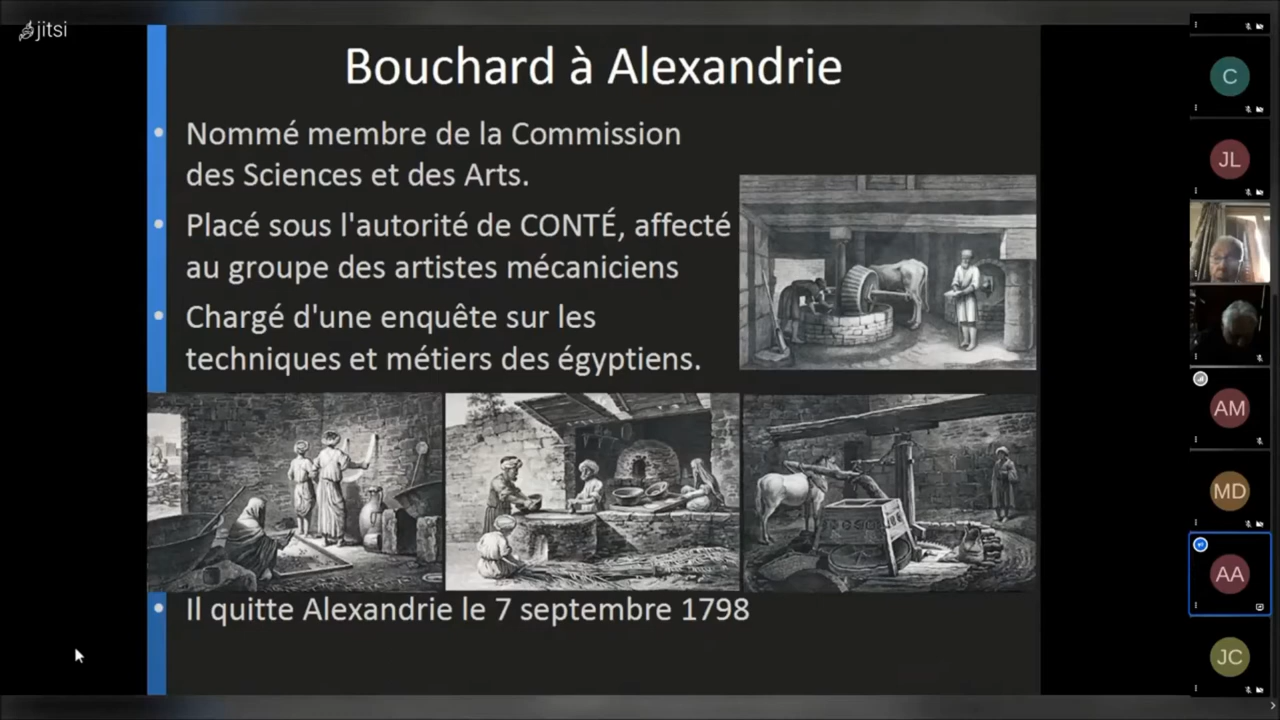 jitsi
Bouchard à Alexandrie
Nommé membre de la Commission
des Sciences et des Arts.
Placé sous l'autorité de CONTÉ, affecté
au groupe des artistes mécaniciens
Chargé d'une enquête sur les
techniques et métiers des égyptiens.
Il quitte Alexandrie le 7 septembre 1798
C
JL
AM
MD
AA
JC